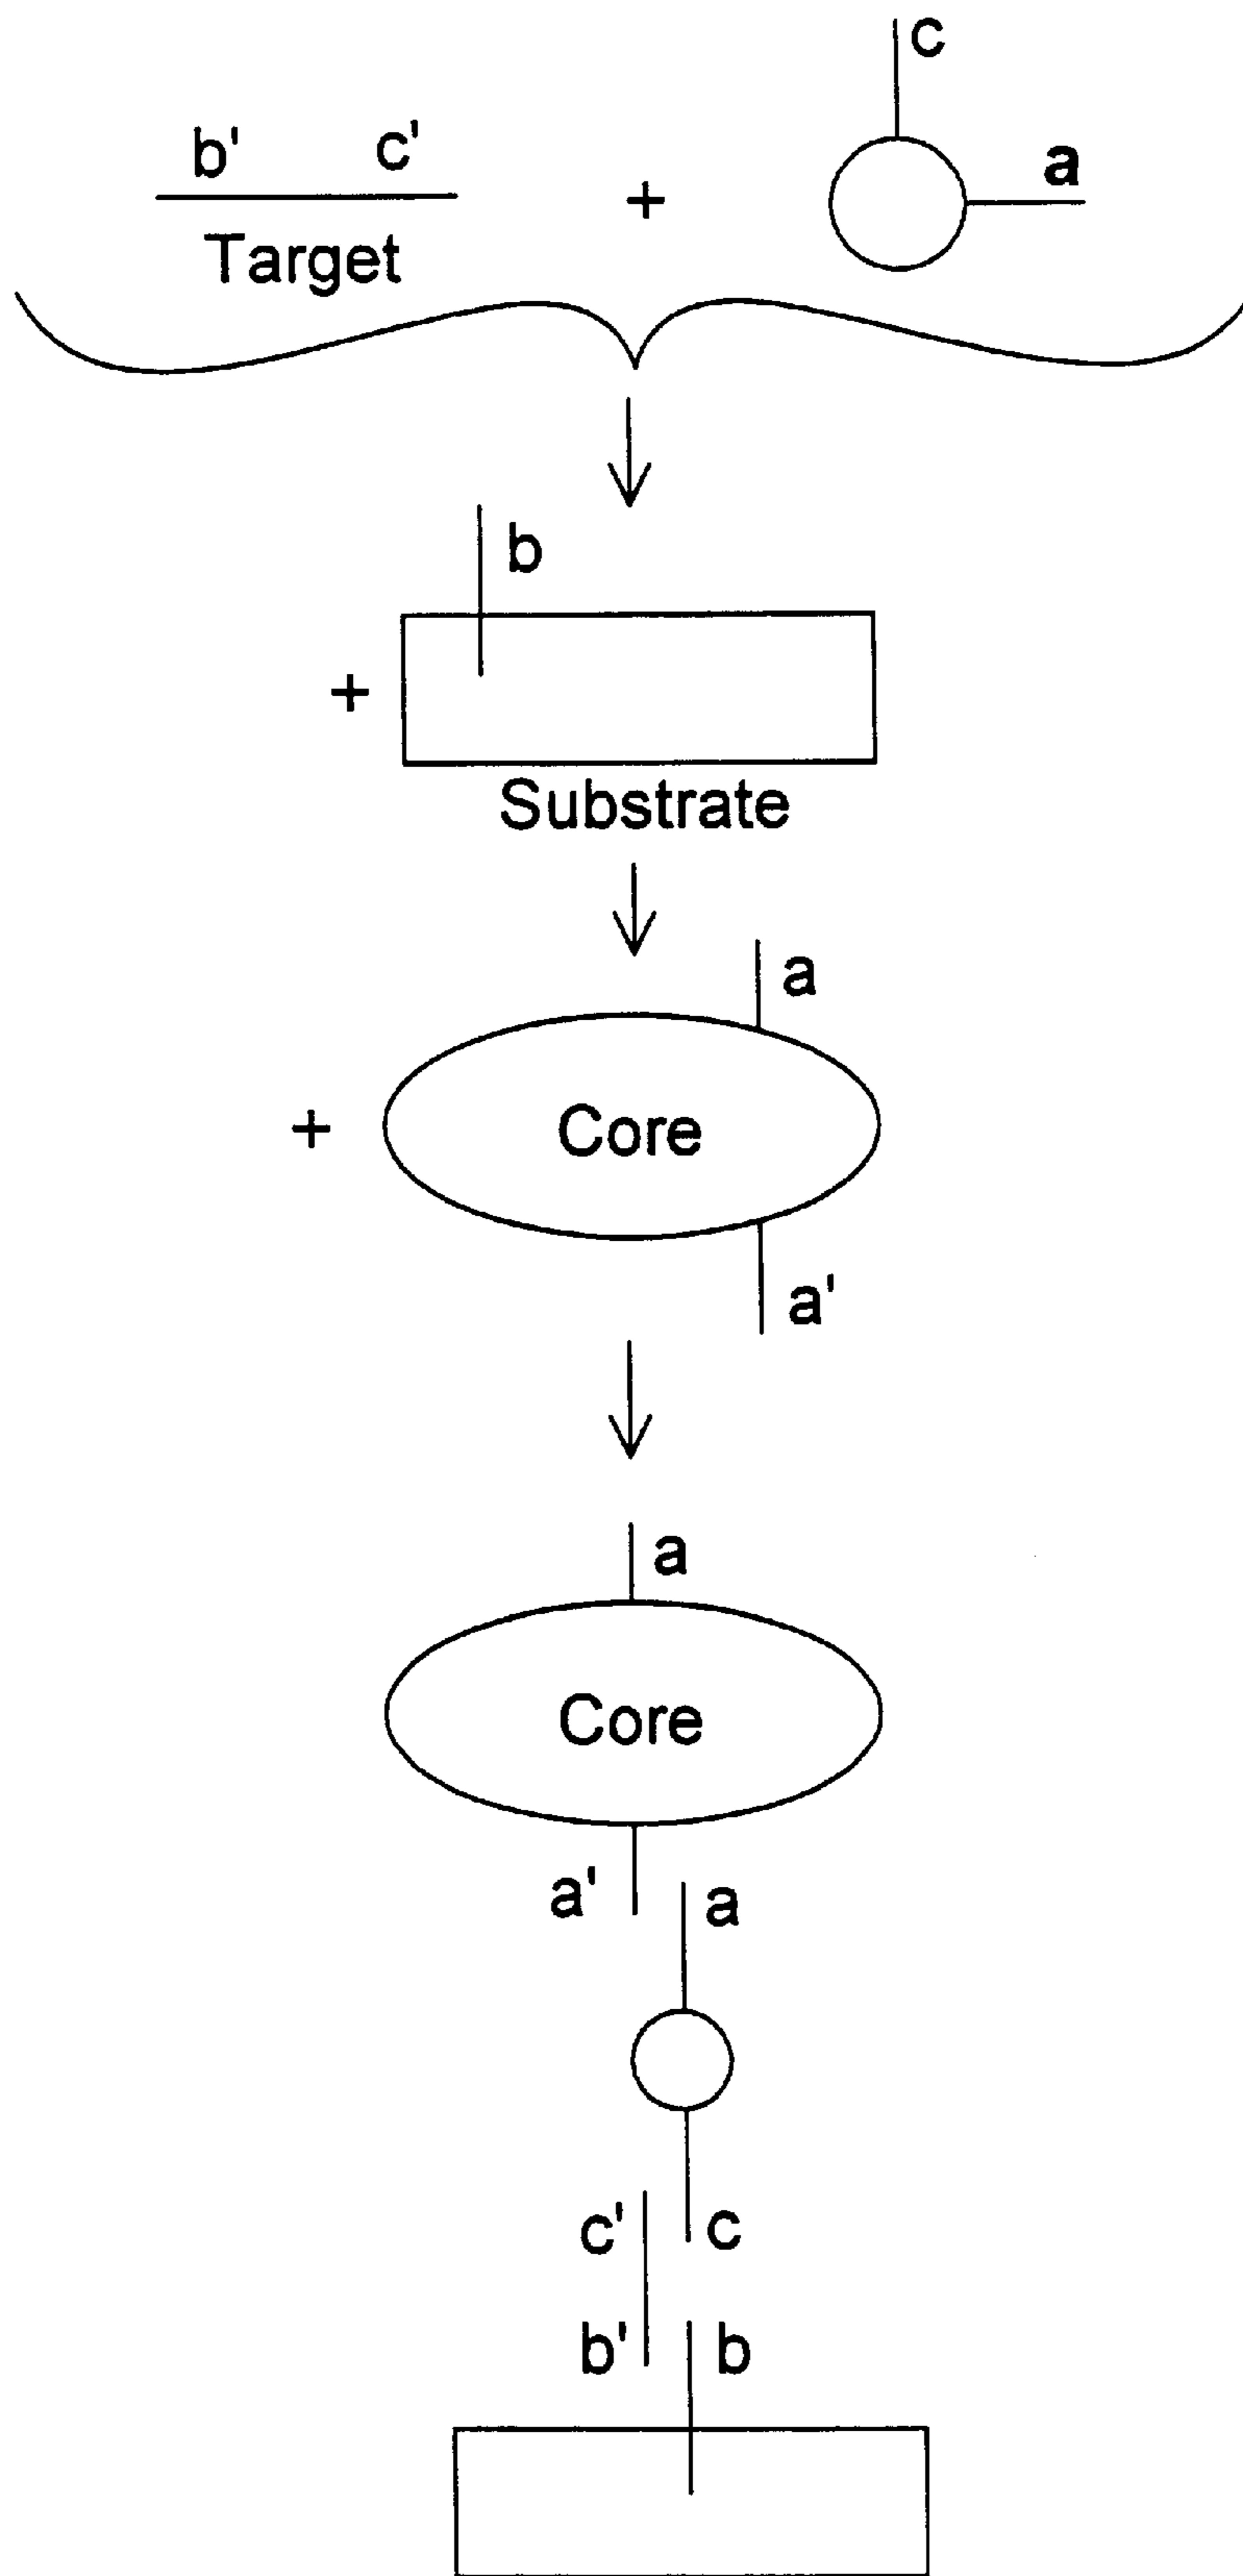 c
b' c' + a
Target
b
+
Substrate
a
+ Core
a'
a
Core
a' a
c' c
b' b